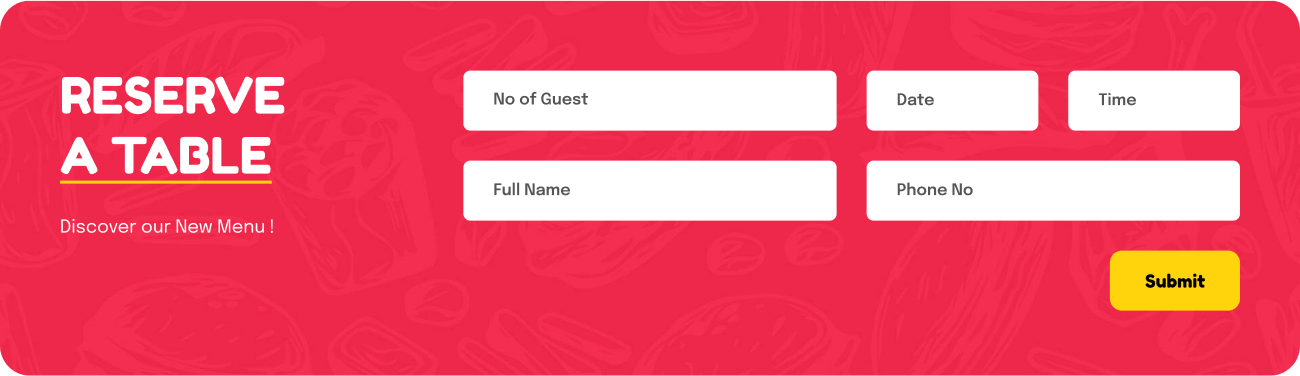 RESERVE
A TABLE
Discover our New Menu !
No of Guest
Date
Time
Full Name
Phone No
Submit